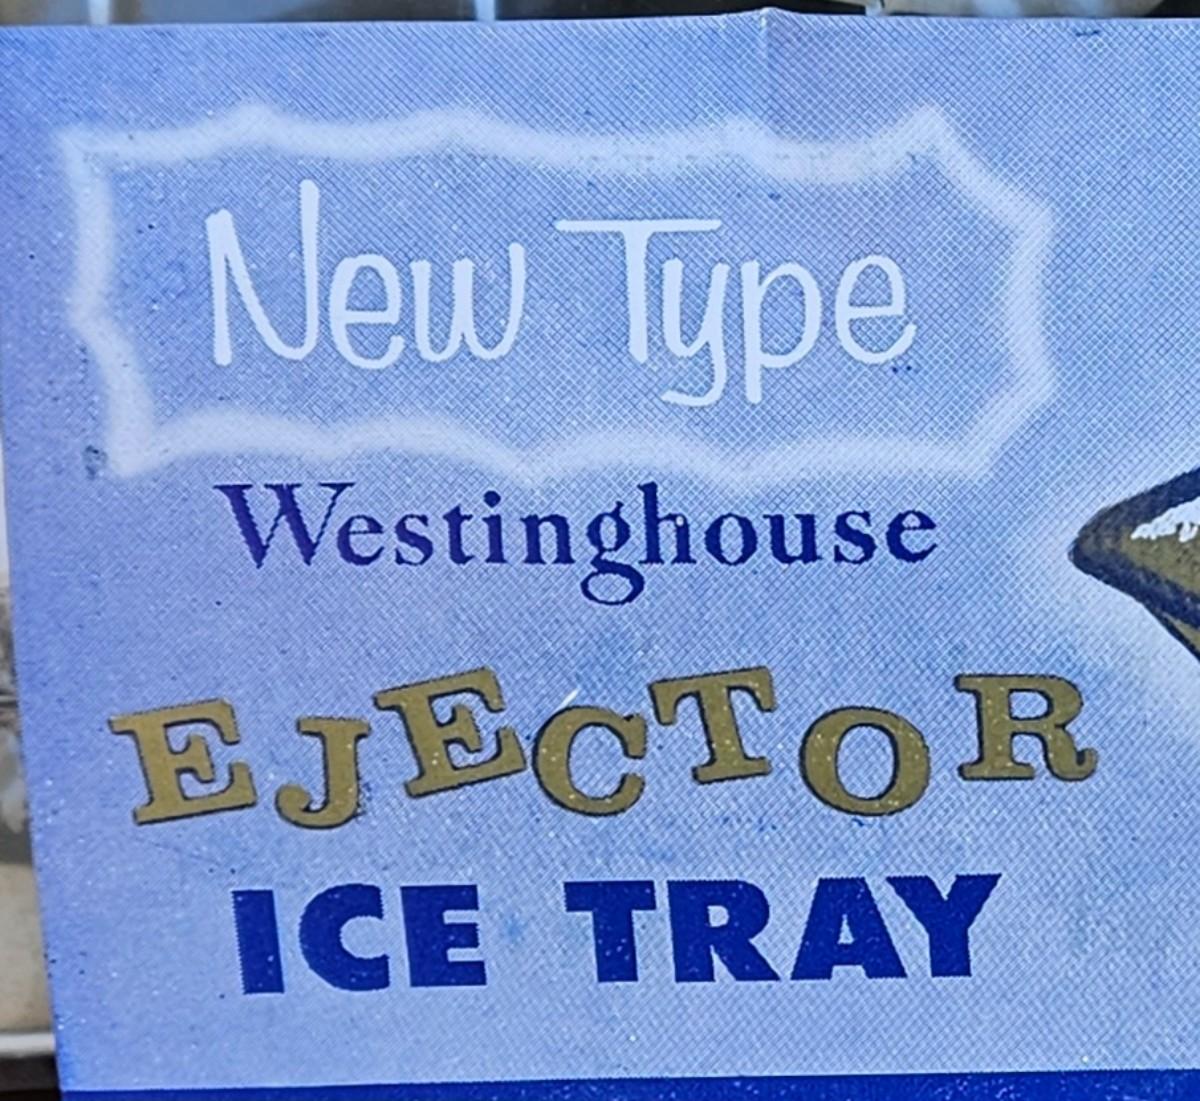 New Type
Westinghouse
EJECTOR
ICE TRAY